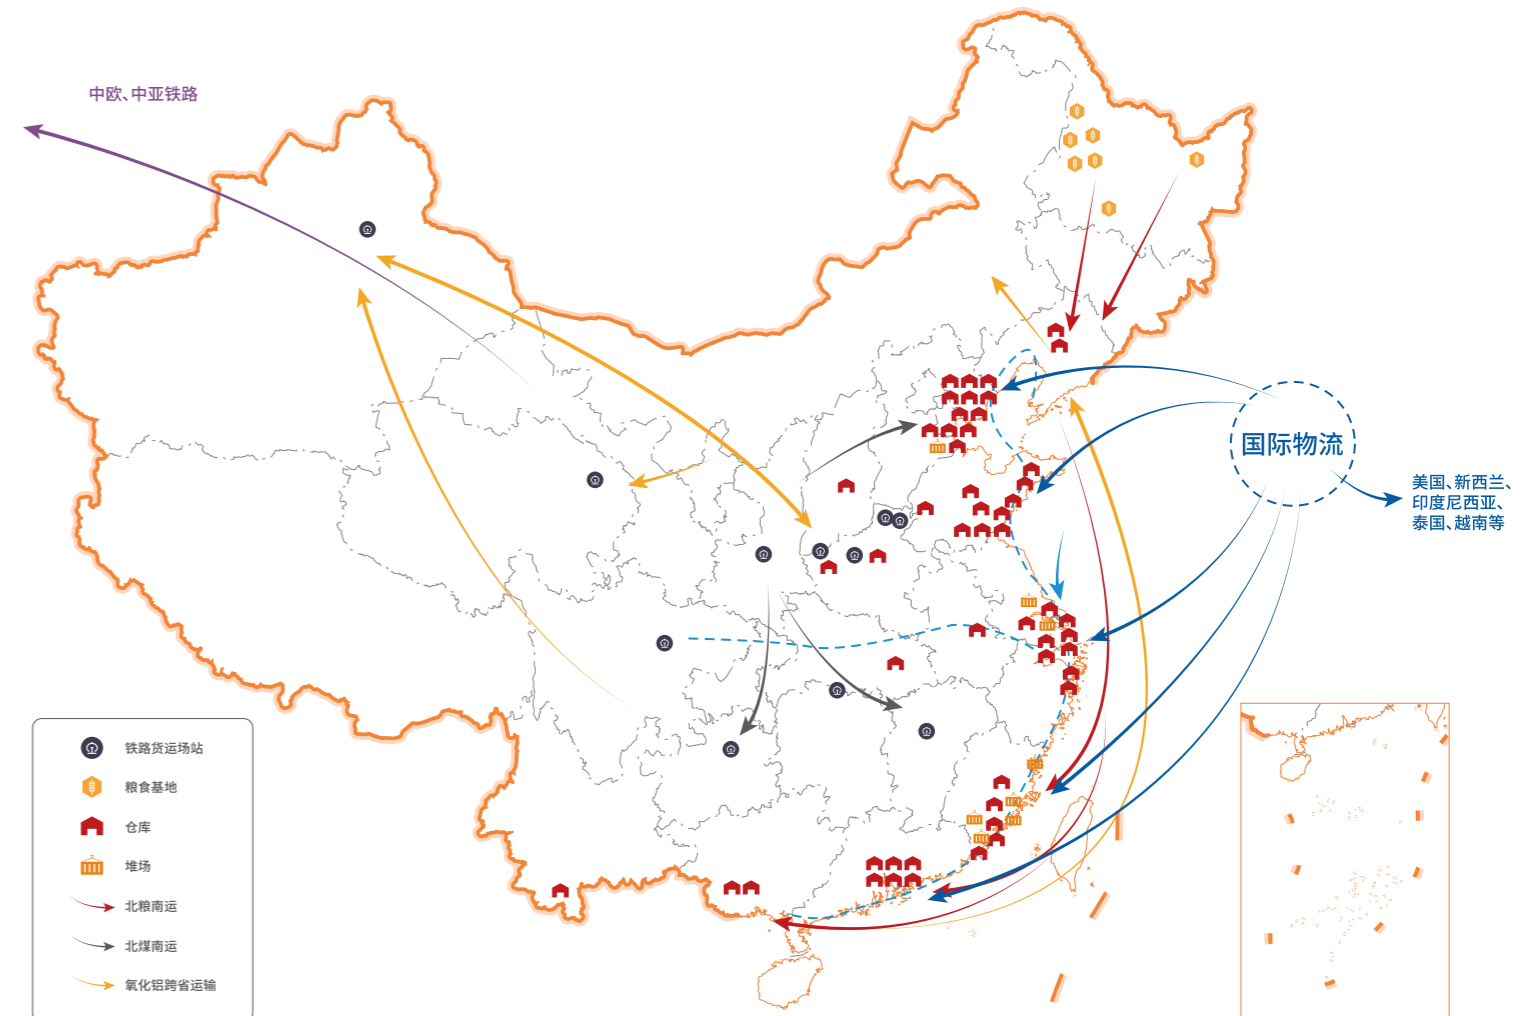 中欧、中亚铁路
国际物流
美国、新西兰、
印度尼西亚、
泰国、越南等
铁路货运场站
粮食基地
仓库
堆场
北粮南运
北煤南运
氧化铝跨省运输